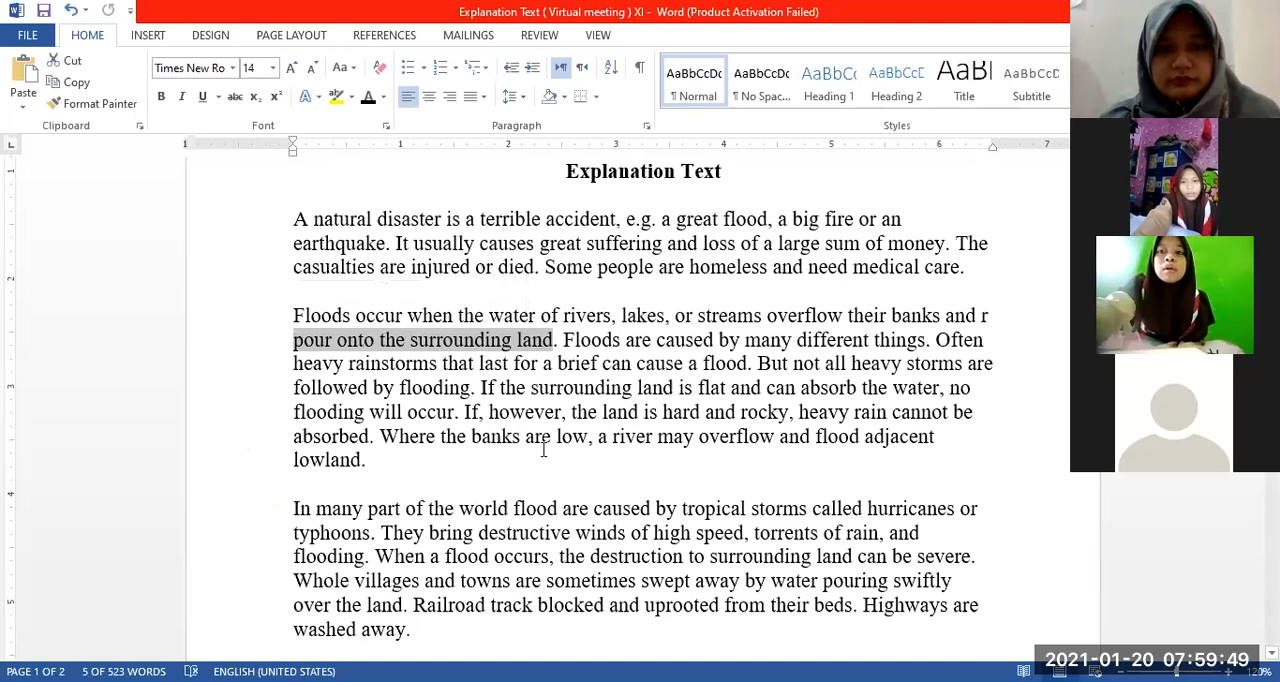 Explanation Text ( Virtual meeting ) XI - Word (Product Activation Failed)
FILE HOME INSERT DESIGN PAGE LAYOUT REFERENCES MAILINGS REVIEW VIEW
Paste
Cut
Copy
Format Painter
Clipboard
Times New Ro 14
Font
Paragraph
AaBbCcDc AaBbCcDc AaBbCc AaBbCcD AaBl AaBbCcD
¶ Normal ¶ No Spac... Heading 1 Heading 2 Title Subtitle
Styles
1 1 2 3 4 5 6 7
Explanation Text
A natural disaster is a terrible accident, e.g. a great flood, a big fire or an
earthquake. It usually causes great suffering and loss of a large sum of money. The
casualties are injured or died. Some people are homeless and need medical care.
Floods occur when the water of rivers, lakes, or streams overflow their banks and r
pour onto the surrounding land. Floods are caused by many different things. Often
heavy rainstorms that last for a brief can cause a flood. But not all heavy storms are
followed by flooding. If the surrounding land is flat and can absorb the water, no
flooding will occur. If, however, the land is hard and rocky, heavy rain cannot be
absorbed. Where the banks are low, a river may overflow and flood adjacent
lowland.
In many part of the world flood are caused by tropical storms called hurricanes or
typhoons. They bring destructive winds of high speed, torrents of rain, and
flooding. When a flood occurs, the destruction to surrounding land can be severe.
Whole villages and towns are sometimes swept away by water pouring swiftly
over the land. Railroad track blocked and uprooted from their beds. Highways are
washed away.
PAGE 1 OF 2 5 OF 523 WORDS ENGLISH (UNITED STATES) 120%
2021-01-20 07:59:49